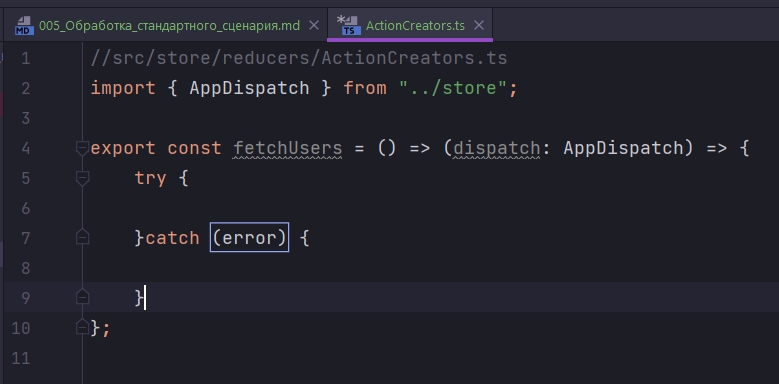 005_Обработка_стандартного_сценария.md
ActionCreators.ts
1 //src/store/reducers/ActionCreators.ts
2 import { AppDispatch } from "../store";
3
4 export const fetchUsers = () => (dispatch: AppDispatch) => {
5     try {
6
7     }catch (error) {
8
9     }
10 };
11